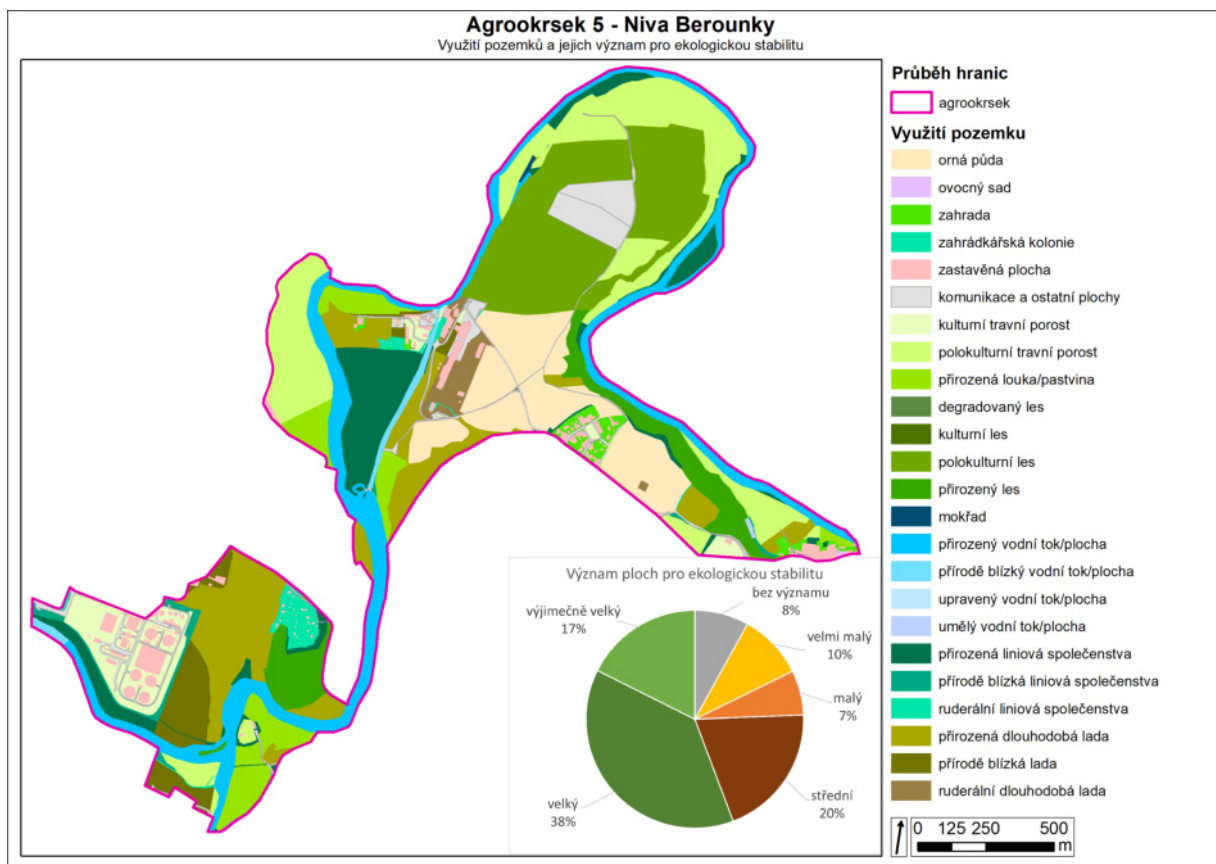 Agrookrsek 5 - Niva Berounky
Využití pozemků a jejich význam pro ekologickou stabilitu
Průběh hranic
agrookrsek
Využití pozemku
orná půda
ovocný sad
zahrada
zahrádkářská kolonie
zastavěná plocha
komunikace a ostatní plochy
kulturní travní porost
polokulturní travní porost
přirozená louka/pastvina
degradovaný les
kulturní les
polokulturní les
přirozený les
mokřad
přirozený vodní tok/plocha
přírodě blízký vodní tok/plocha
upravený vodní tok/plocha
umělý vodní tok/plocha
přirozená liniová společenstva
přírodě blízká liniová společenstva
ruderální liniová společenstva
přirozená dlouhodobá lada
přírodě blízká lada
ruderální dlouhodobá lada
0 125 250 500
m
Význam ploch pro ekologickou stabilitu
bez významu
8%
velmi malý
10%
malý
7%
střední
20%
velký
38%
výjimečně velký
17%